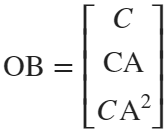 OB = [ C
CA
CA² ]